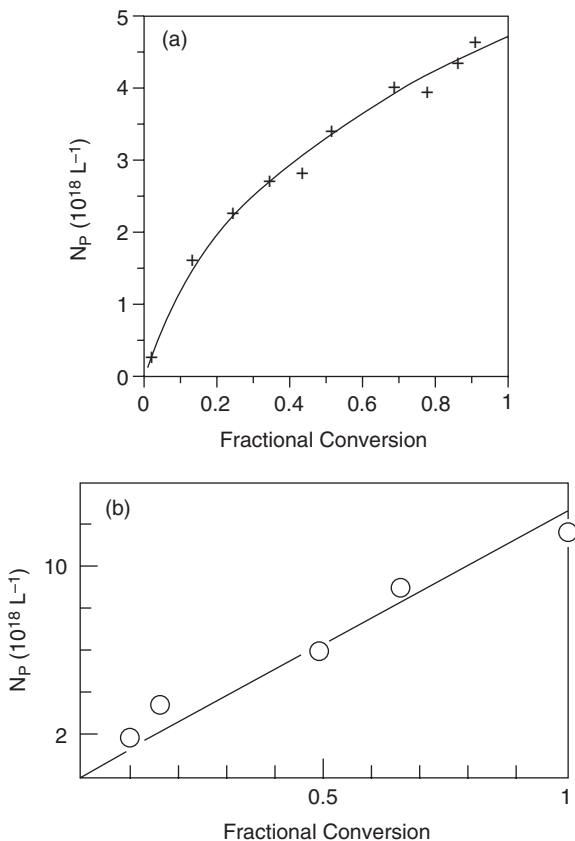 (a)
5
4
3
2
1
0
N_P (10^18 L^−1)
0 0.2 0.4 0.6 0.8 1
Fractional Conversion
(b)
10
2
N_P (10^18 L^−1)
0.5 1
Fractional Conversion